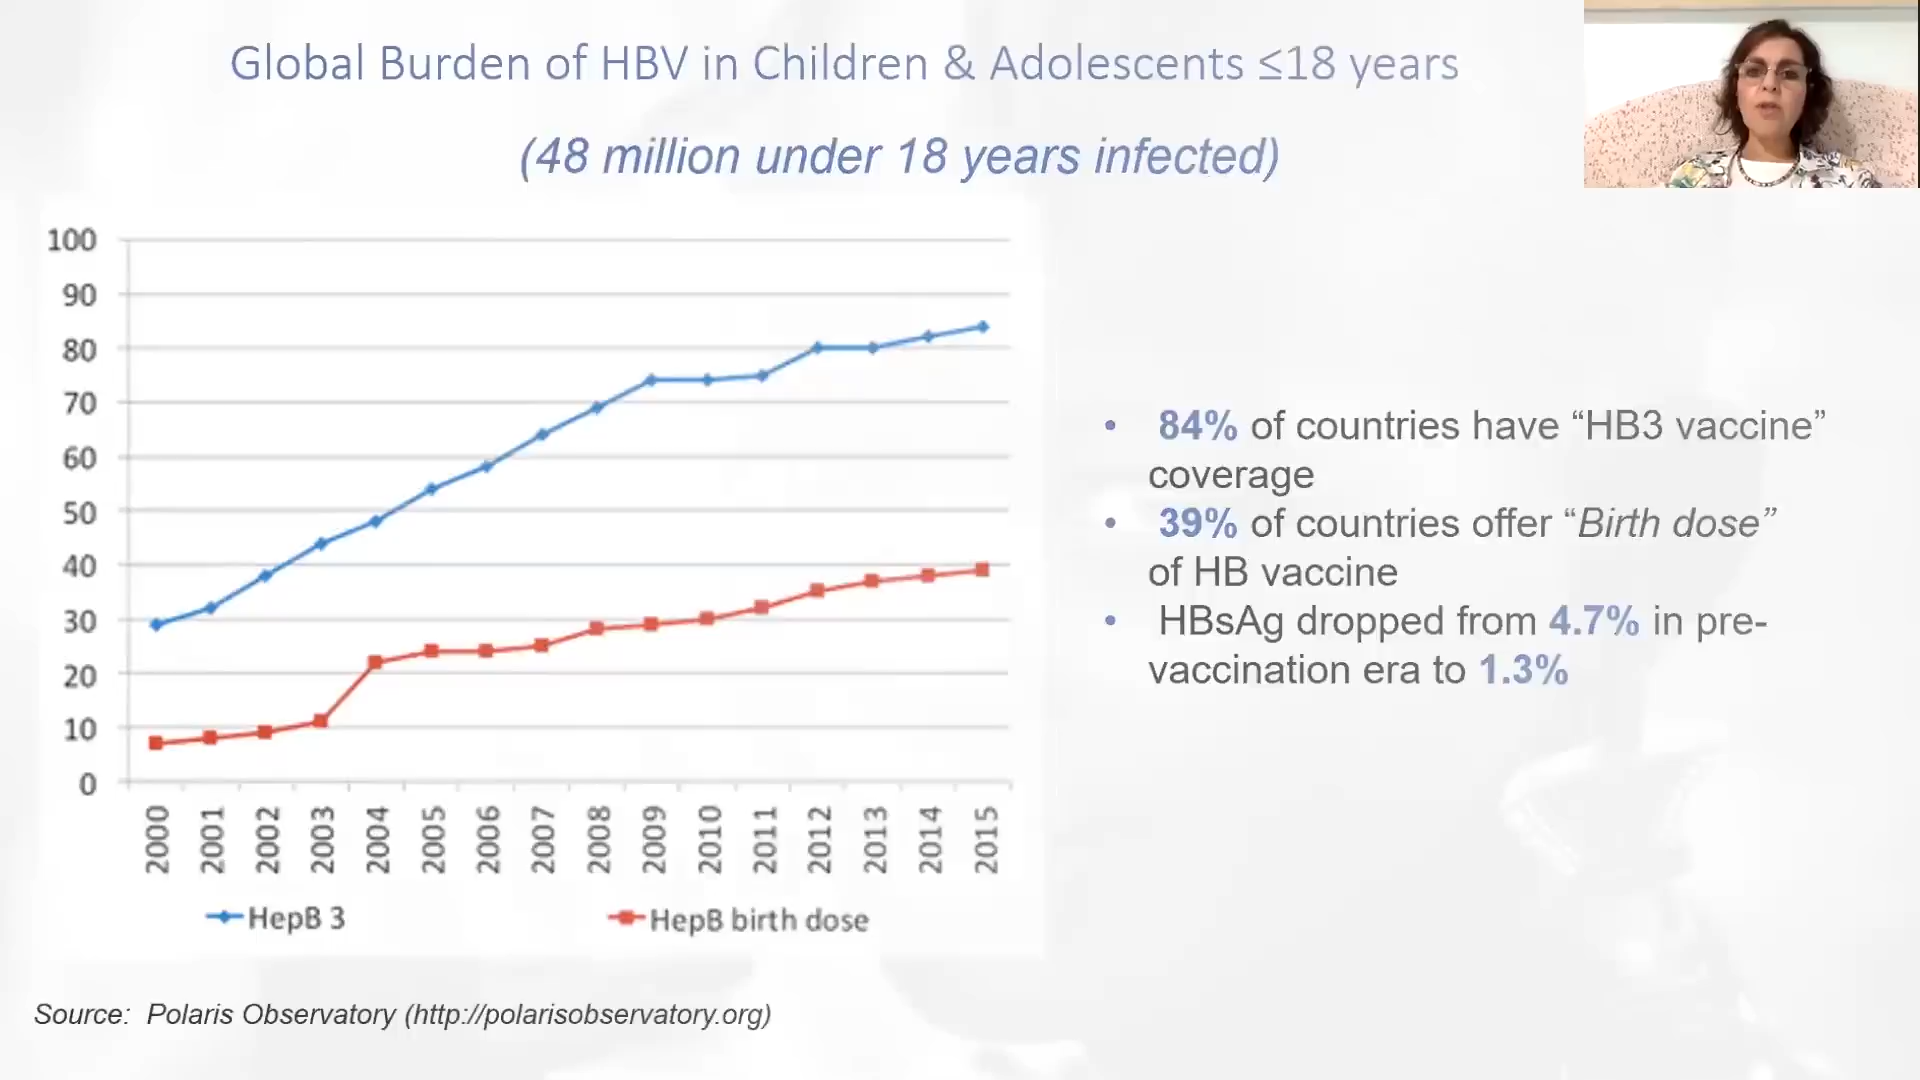 Global Burden of HBV in Children & Adolescents ≤18 years
(48 million under 18 years infected)
100
90
80
70
60
50
40
30
20
10
0
2000 2001 2002 2003 2004 2005 2006 2007 2008 2009 2010 2011 2012 2013 2014 2015
HepB 3 HepB birth dose
• 84% of countries have “HB3 vaccine”
coverage
• 39% of countries offer “Birth dose”
of HB vaccine
• HBsAg dropped from 4.7% in pre-
vaccination era to 1.3%
Source: Polaris Observatory (http://polarisobservatory.org)